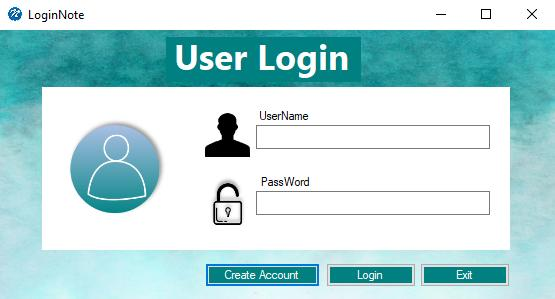 LoginNote
User Login
UserName
PassWord
Create Account
Login
Exit